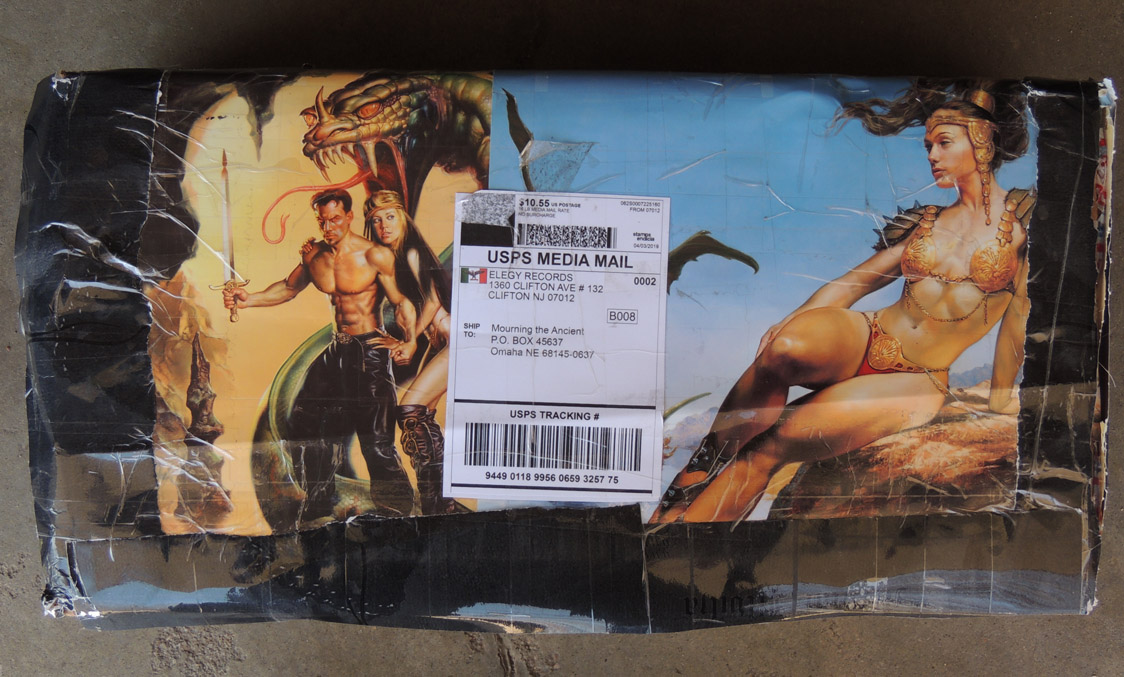 $10.55 US POSTAGE
MEDIA MAIL RATE
NO SURCHARGE
FROM 07012
stamps
endicia
04/03/2018
USPS MEDIA MAIL
ELEGY RECORDS
1360 CLIFTON AVE # 132
CLIFTON NJ 07012
0002
B008
SHIP
TO:
Mourning the Ancient
P.O. BOX 45637
Omaha NE 68145-0637
USPS TRACKING #
9449 0118 9956 0659 3257 75